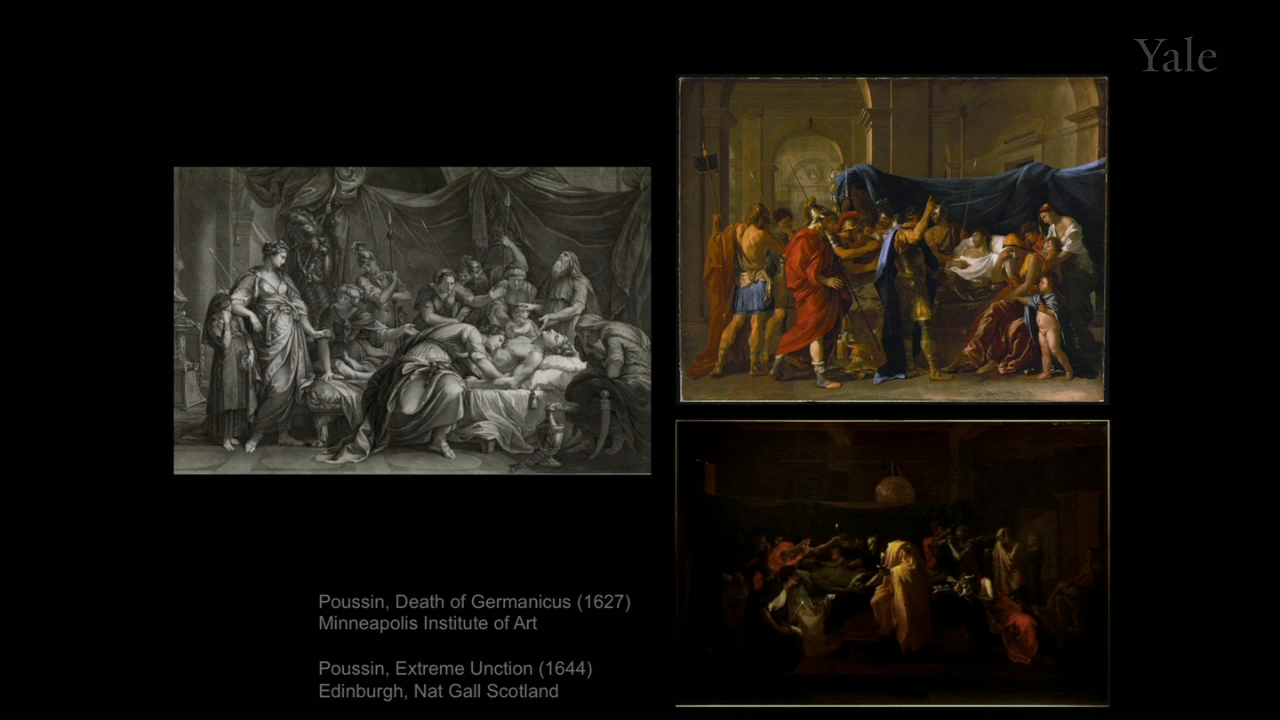 Yale
Poussin, Death of Germanicus (1627)
Minneapolis Institute of Art
Poussin, Extreme Unction (1644)
Edinburgh, Nat Gall Scotland